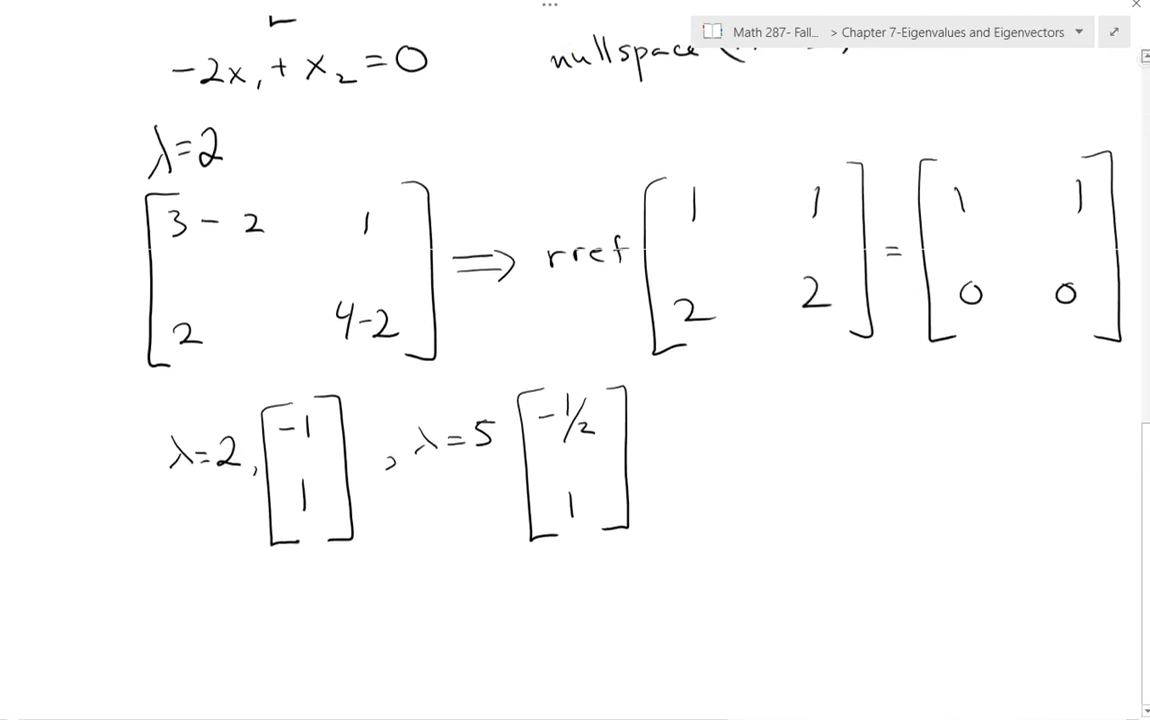 Math 287- Fall... > Chapter 7-Eigenvalues and Eigenvectors
-2x₁ + x₂ = 0 nullspace (
λ=2
[3 - 2 1; 2 4-2] ⟹ rref [1 1; 2 2] = [1 1; 0 0]
λ=2, [-1; 1] , λ=5 [-1/2; 1]